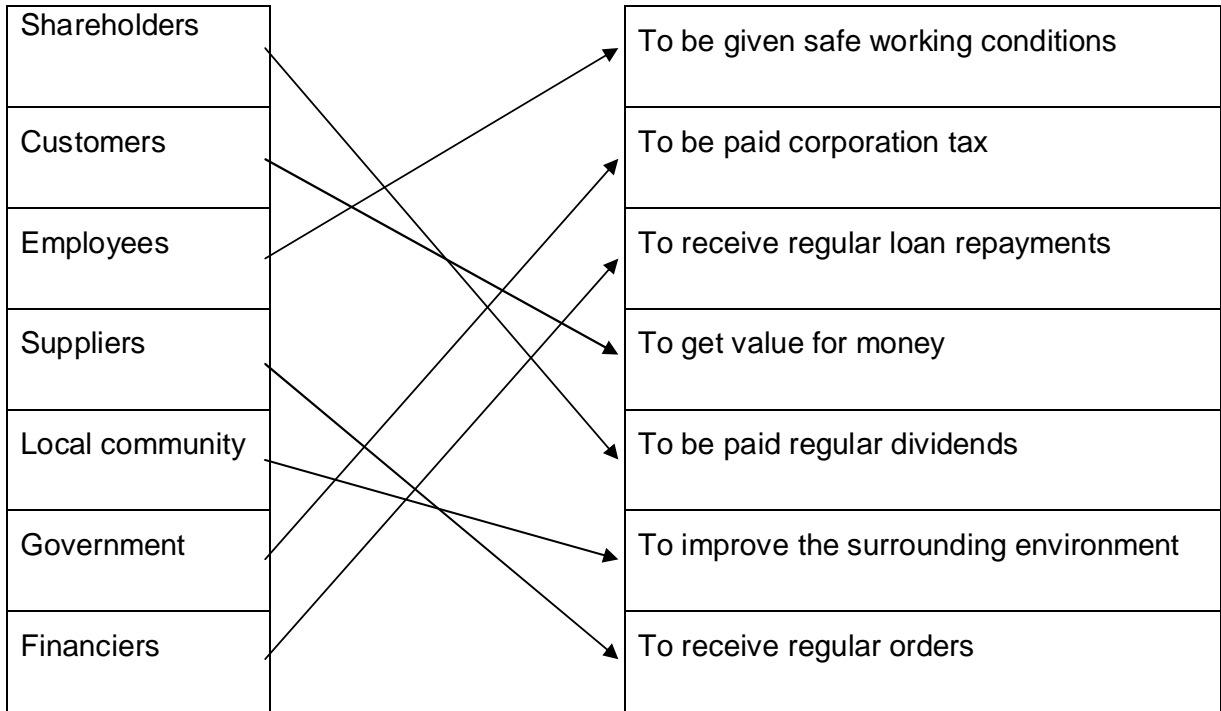 Shareholders
To be given safe working conditions
Customers
To be paid corporation tax
Employees
To receive regular loan repayments
Suppliers
To get value for money
Local community
To be paid regular dividends
Government
To improve the surrounding environment
Financiers
To receive regular orders